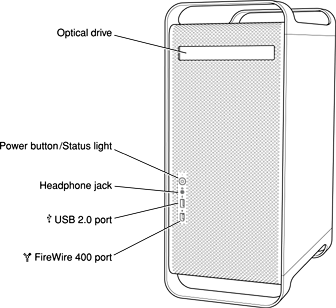 Optical drive
Power button/Status light
Headphone jack
USB 2.0 port
FireWire 400 port